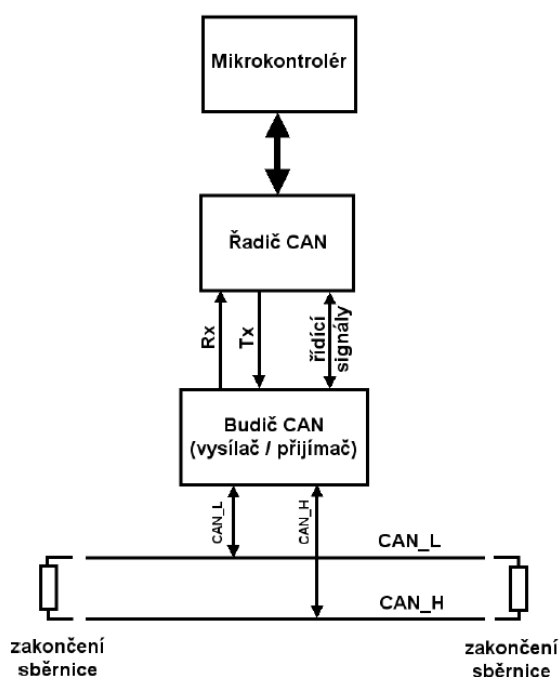 Mikrokontrolér
Řadič CAN
Rx
Tx
řídící
signály
Budič CAN
(vysílač / přijímač)
CAN_L
CAN_H
CAN_L
CAN_H
zakončení
sběrnice
zakončení
sběrnice